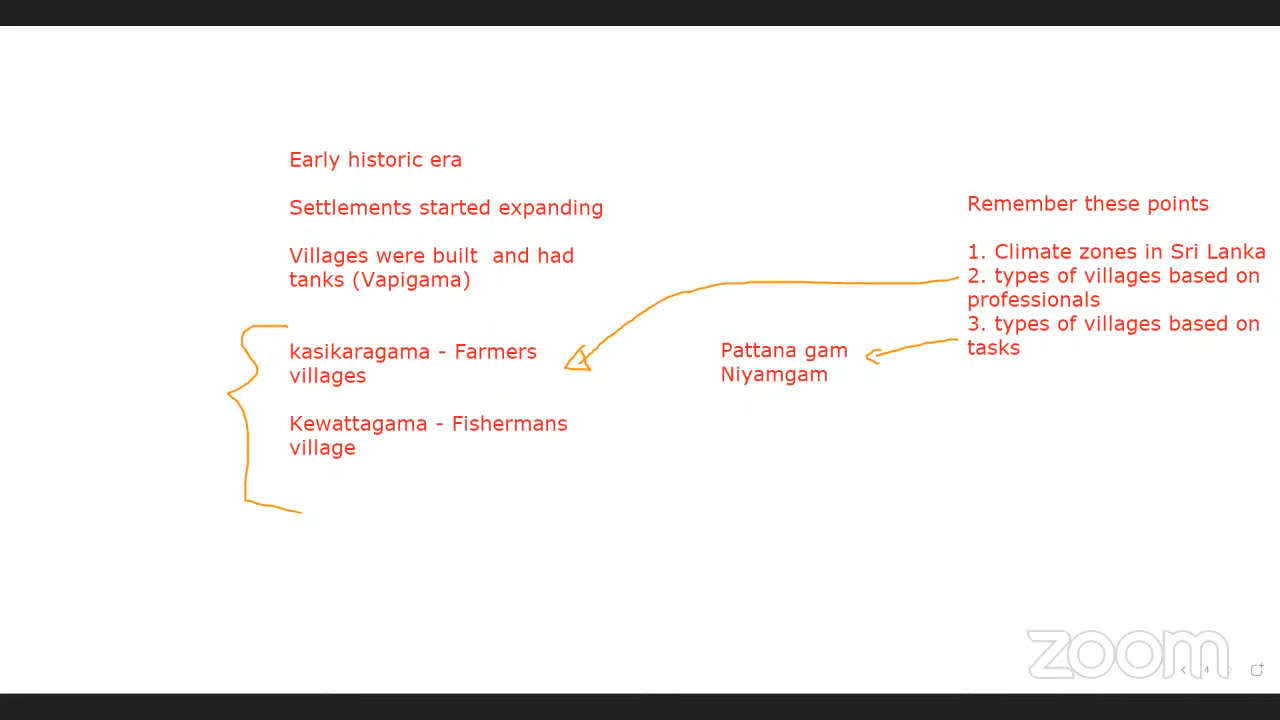 Early historic era
Settlements started expanding
Villages were built  and had
tanks (Vapigama)
kasikaragama - Farmers
villages
Kewattagama - Fishermans
village
Pattana gam
Niyamgam
Remember these points
1. Climate zones in Sri Lanka
2. types of villages based on
professionals
3. types of villages based on
tasks
zoom
4